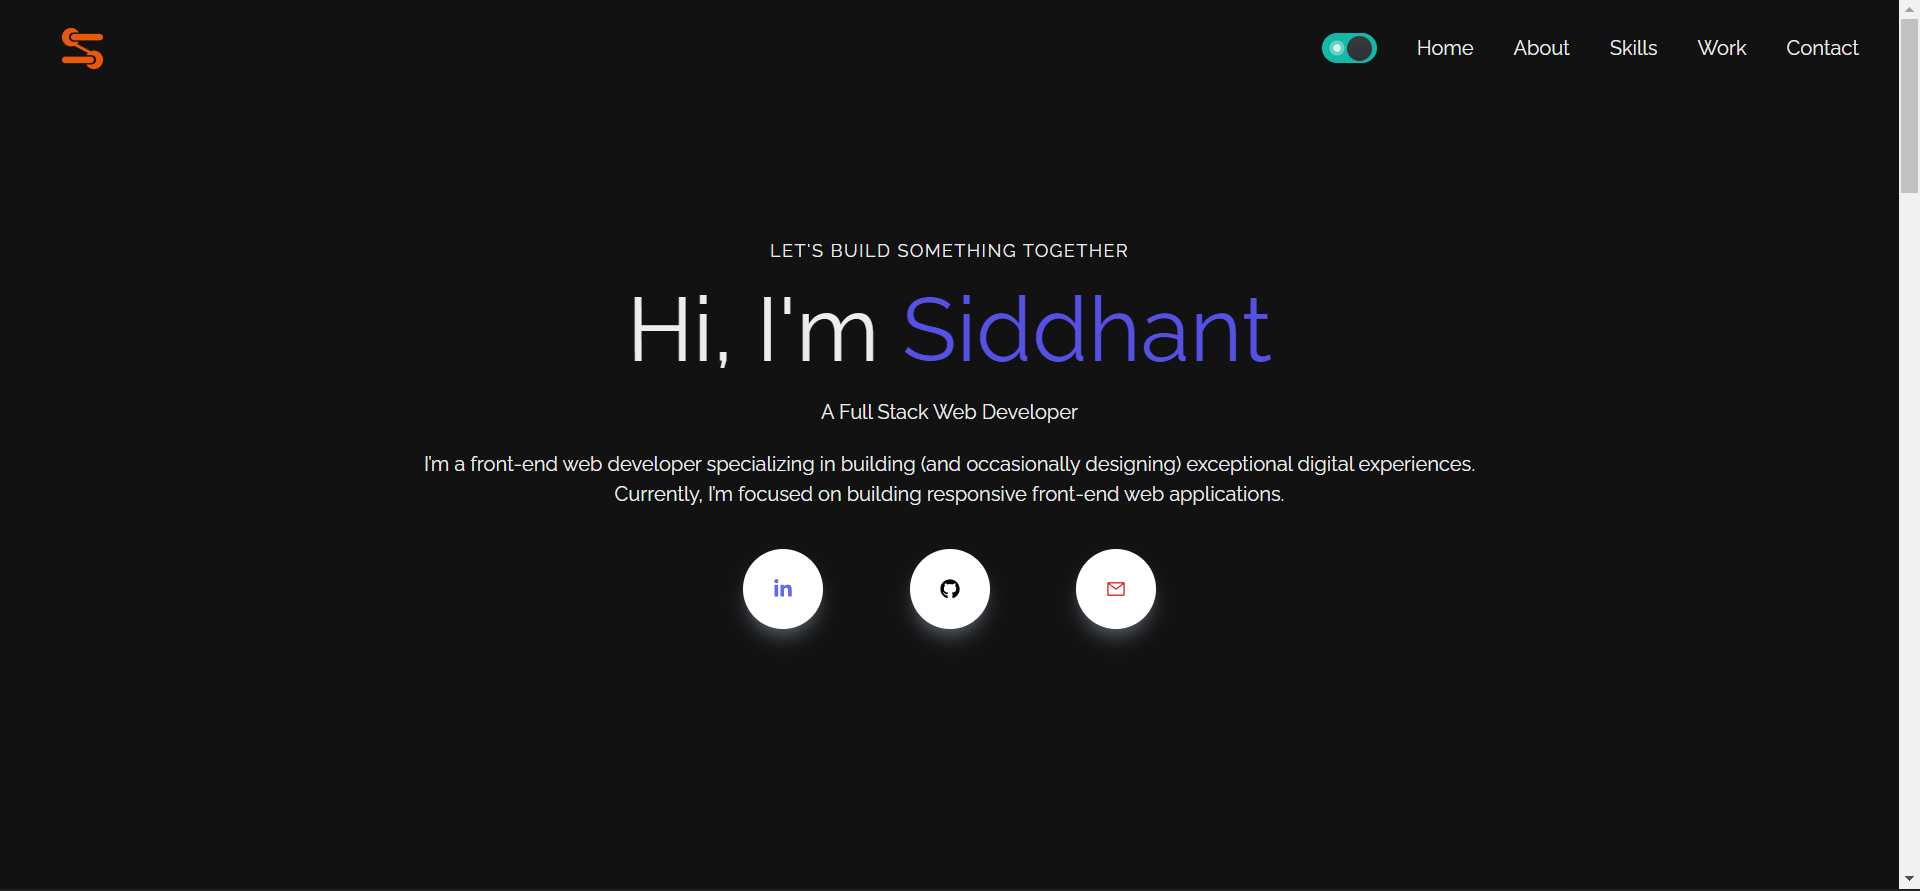 Home About Skills Work Contact
LET'S BUILD SOMETHING TOGETHER
Hi, I'm Siddhant
A Full Stack Web Developer
I’m a front-end web developer specializing in building (and occasionally designing) exceptional digital experiences.
Currently, I’m focused on building responsive front-end web applications.